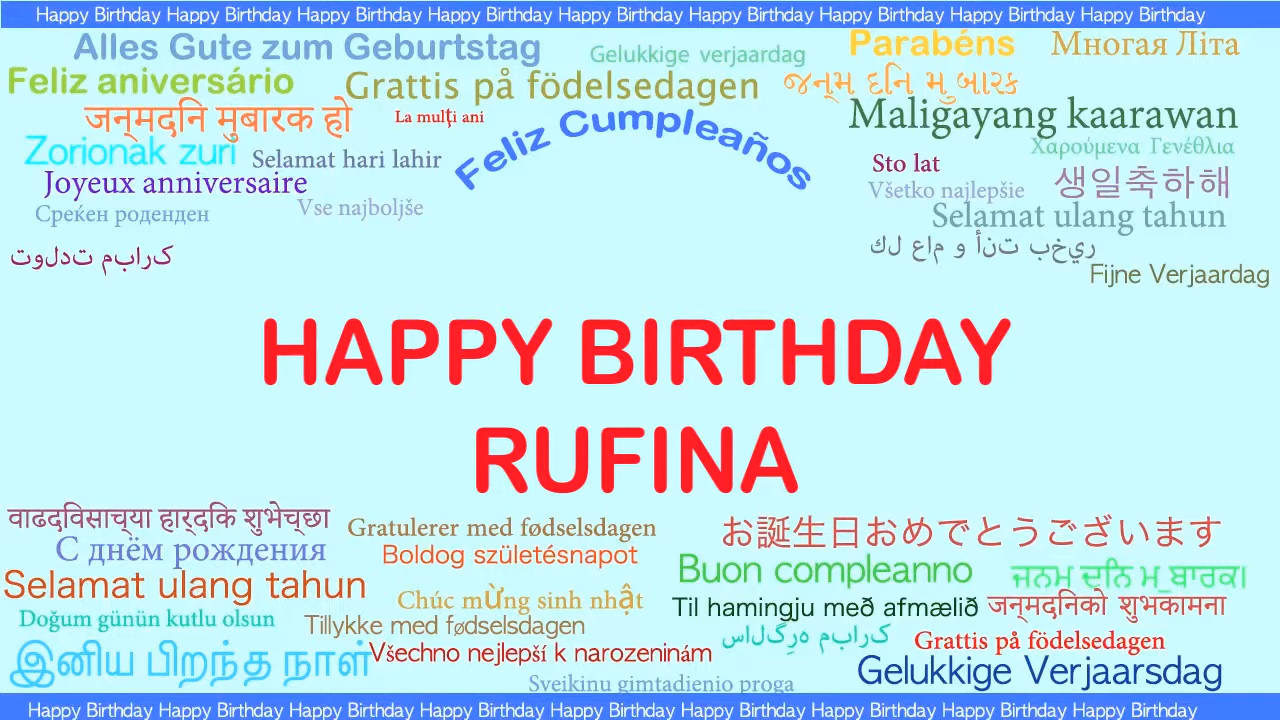 Happy Birthday Happy Birthday Happy Birthday Happy Birthday Happy Birthday Happy Birthday Happy Birthday Happy Birthday Happy Birthday
Alles Gute zum Geburtstag
Gelukkige verjaardag
Parabéns
Многая Літа
Feliz aniversário
Grattis på födelsedagen
જન્મ દિન મુબારક
जन्मदिन मुबारक हो
La mulţi ani
Feliz Cumpleaños
Maligayang kaarawan
Zorionak zuri
Selamat hari lahir
Sto lat
Χαρούμενα Γενέθλια
Joyeux anniversaire
Všetko najlepšie
생일축하해
Среќен роденден
Vse najboljše
Selamat ulang tahun
تولدت مبارک
كل عام و أنت بخير
Fijne Verjaardag
HAPPY BIRTHDAY
RUFINA
वाढदिवसाच्या हार्दिक शुभेच्छा
Gratulerer med fødselsdagen
お誕生日おめでとうございます
С днём рождения
Boldog születésnapot
Buon compleanno
ਜਨਮ ਦਿਨ ਮੁਬਾਰਕ।
Selamat ulang tahun
Chúc mừng sinh nhật
Til hamingju með afmælið
जन्मदिनको शुभकामना
Doğum günün kutlu olsun
Tillykke med fødselsdagen
سالگرہ مبارک
Grattis på födelsedagen
இனிய பிறந்த நாள்
Všechno nejlepší k narozeninám
Gelukkige Verjaarsdag
Sveikinu gimtadienio proga
Happy Birthday Happy Birthday Happy Birthday Happy Birthday Happy Birthday Happy Birthday Happy Birthday Happy Birthday Happy Birthday